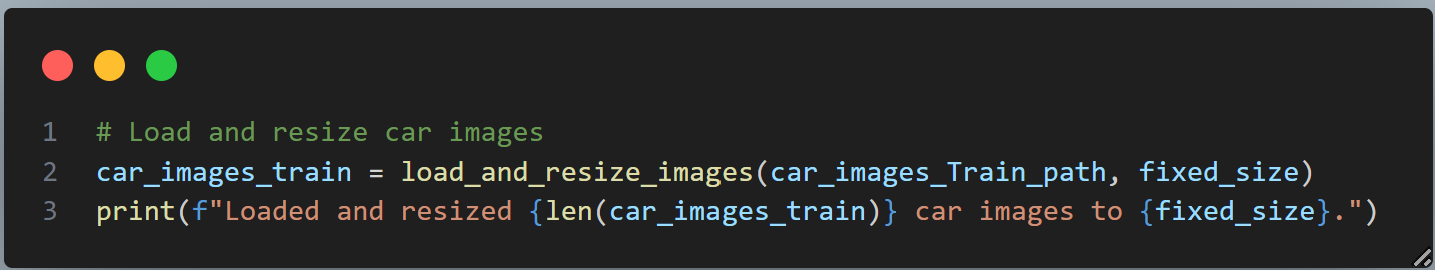 1 # Load and resize car images
2 car_images_train = load_and_resize_images(car_images_Train_path, fixed_size)
3 print(f"Loaded and resized {len(car_images_train)} car images to {fixed_size}.")